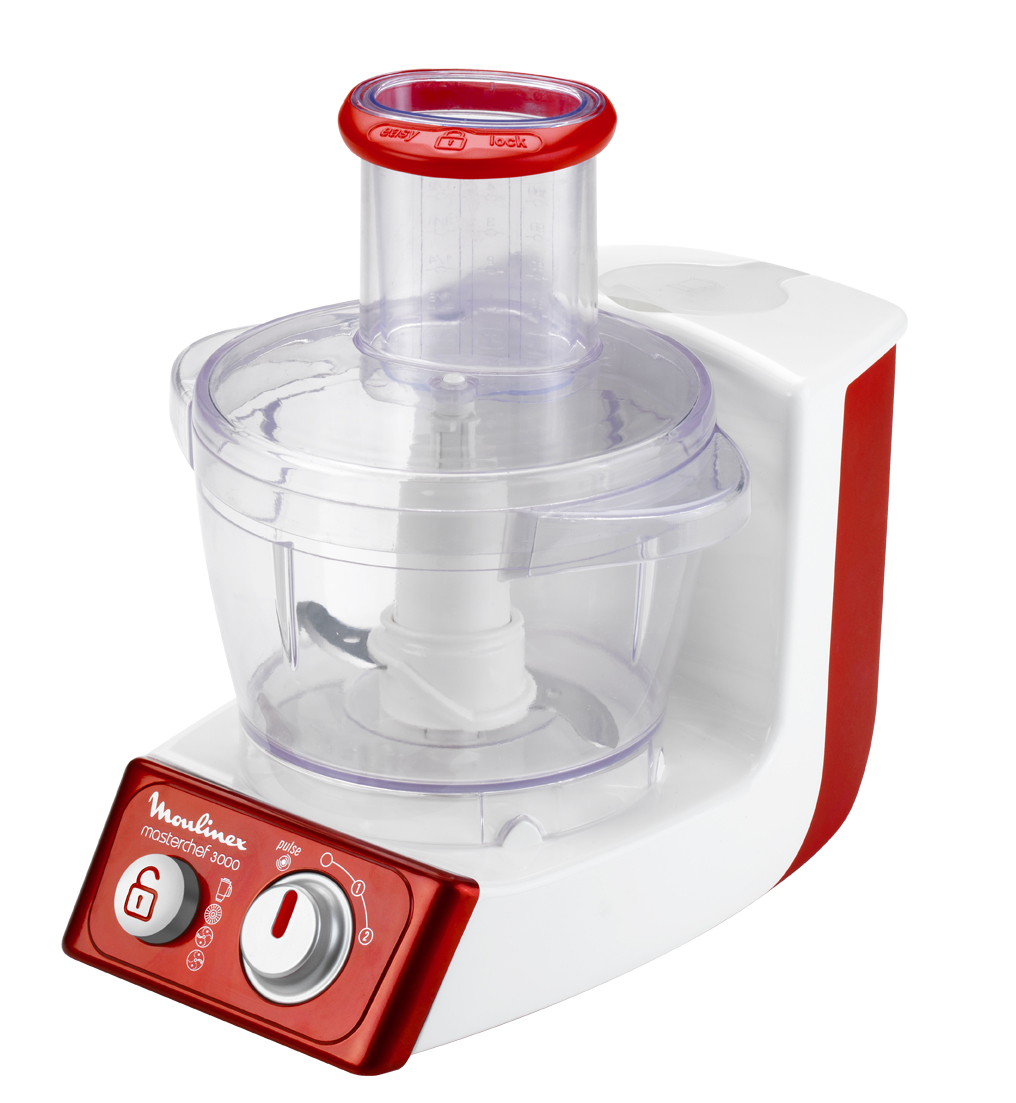 easy lock
Moulinex
masterchef 3000
pulse
1
2